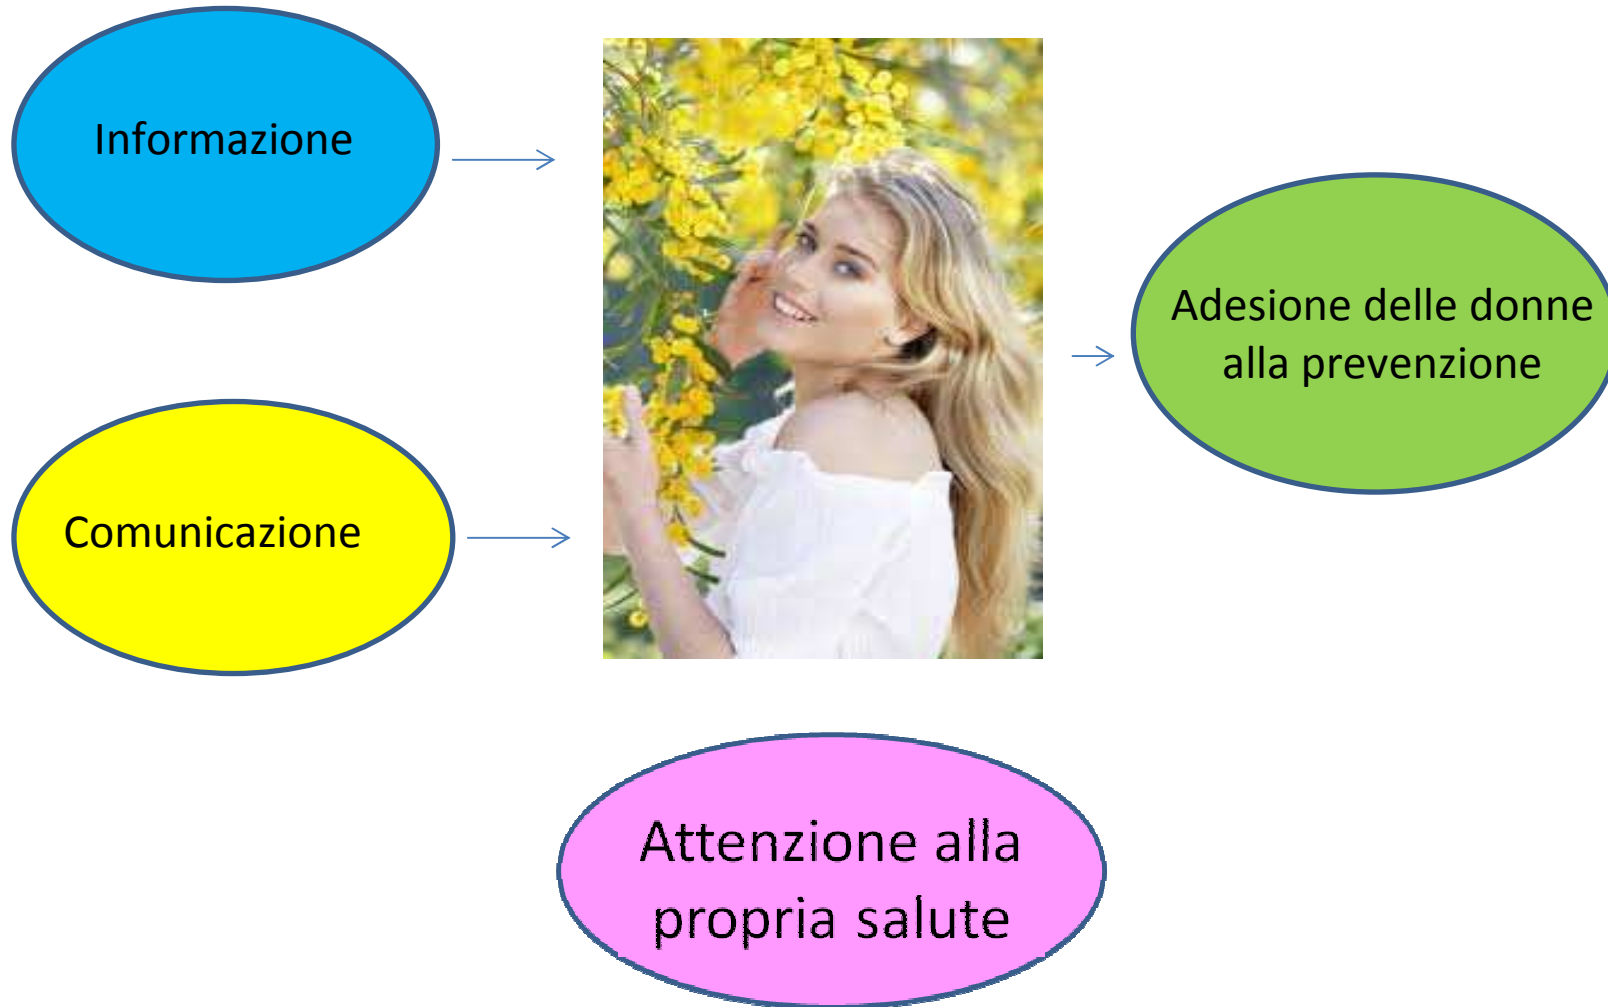 Informazione
Adesione delle donne
alla prevenzione
Comunicazione
Attenzione alla
propria salute